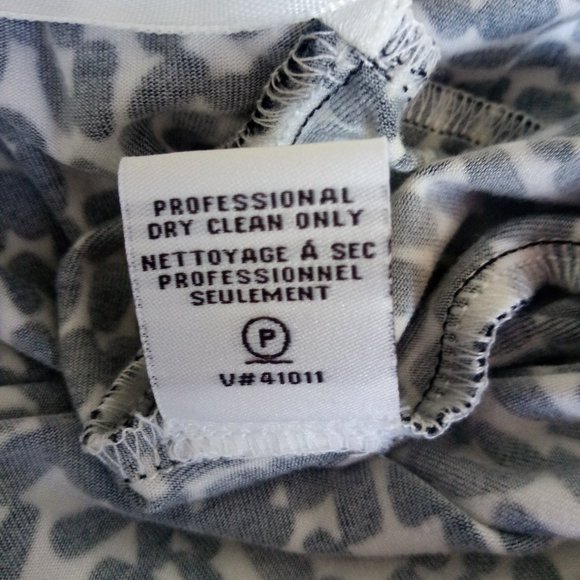 PROFESSIONAL
DRY CLEAN ONLY
NETTOYAGE Á SEC
PROFESSIONNEL
SEULEMENT
P
V#41011